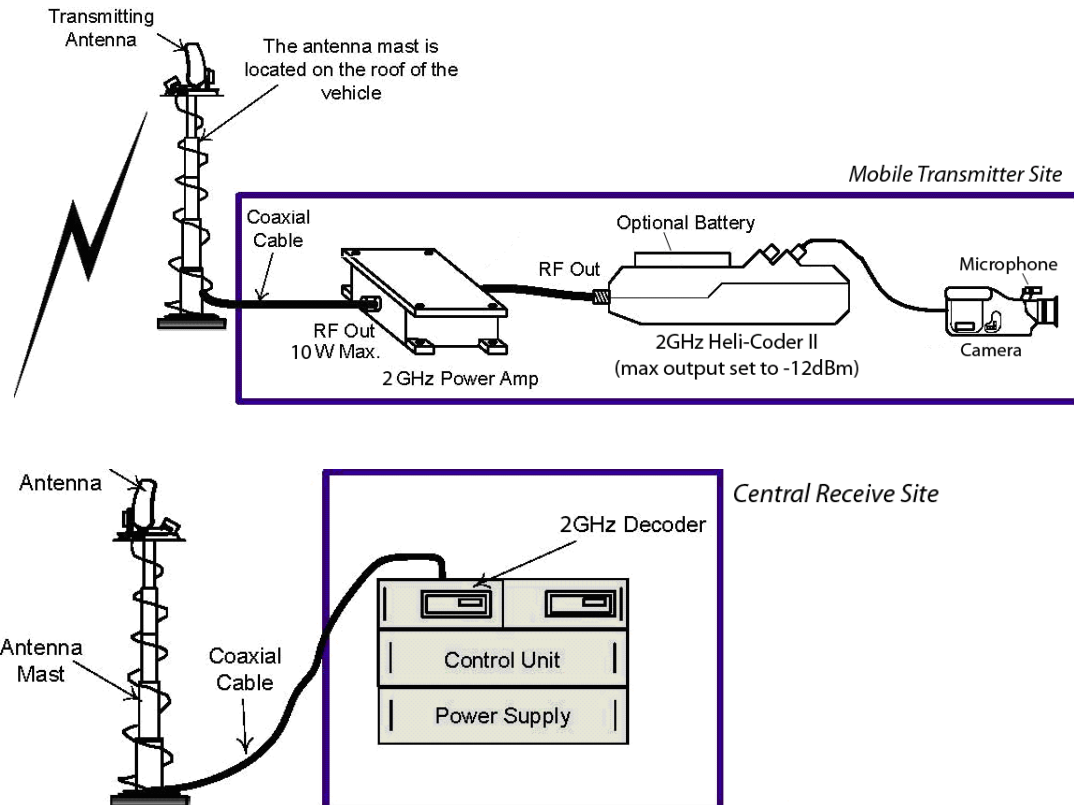 Transmitting
Antenna
The antenna mast is
located on the roof of the
vehicle
Mobile Transmitter Site
Coaxial
Cable
Optional Battery
RF Out
Microphone
RF Out
10 W Max.
2GHz Heli-Coder II
(max output set to -12dBm)
Camera
2 GHz Power Amp
Antenna
Central Receive Site
2GHz Decoder
Antenna
Mast
Coaxial
Cable
Control Unit
Power Supply